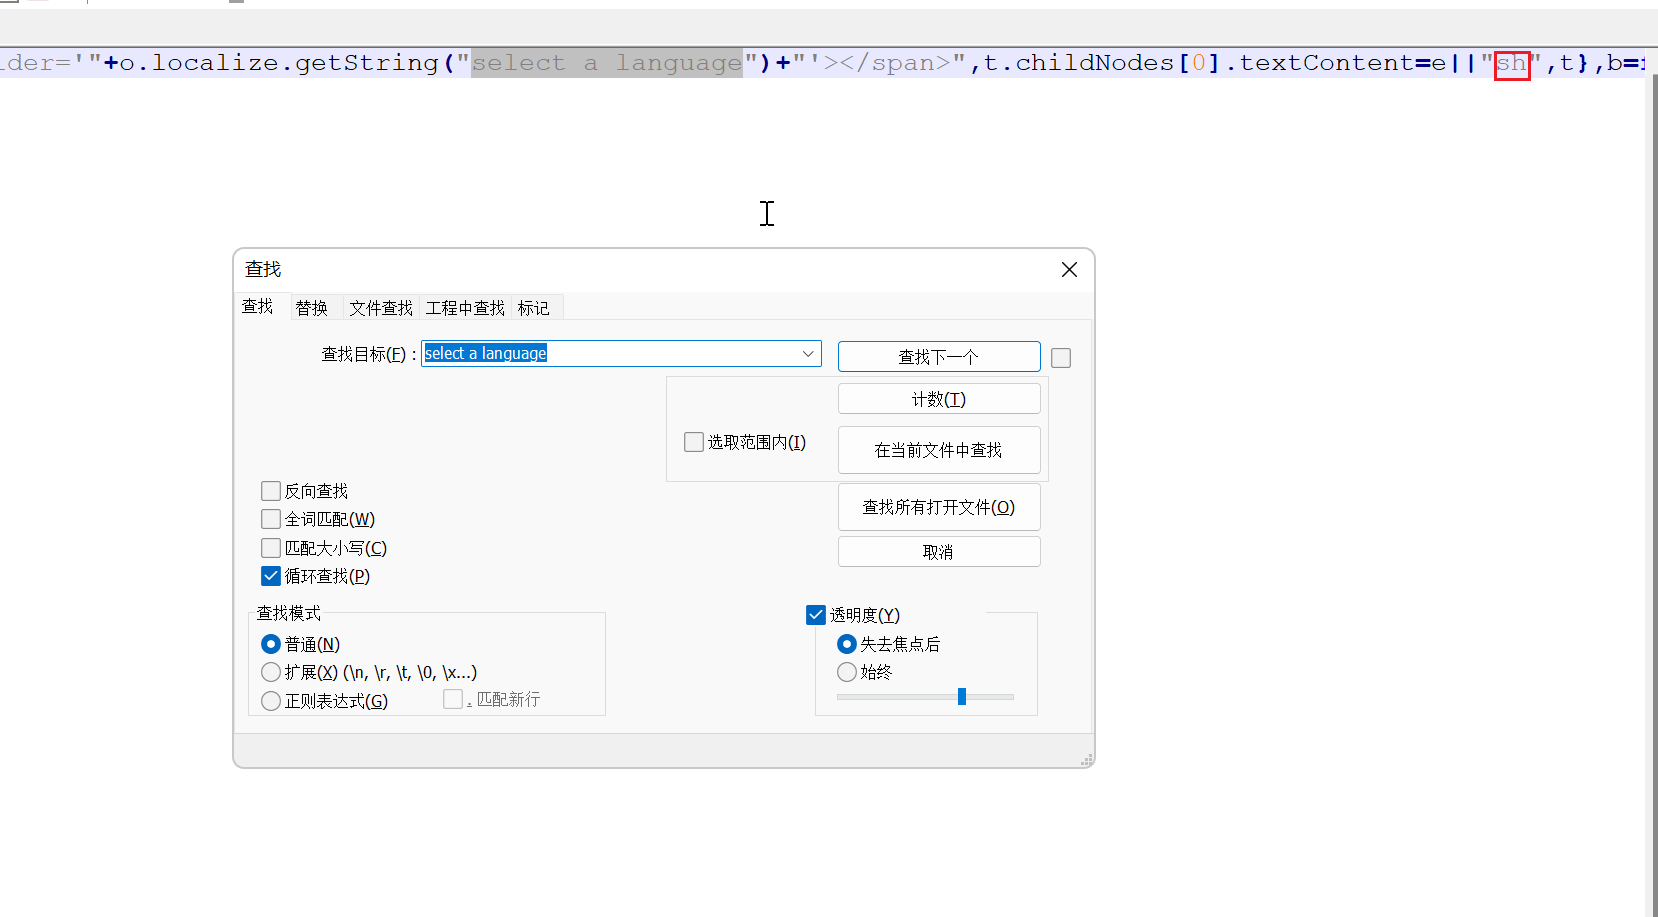 der='"+o.localize.getString("select a language")+"'></span>",t.childNodes[0].textContent=e||"sh",t},b=
查找
查找 替换 文件查找 工程中查找 标记
查找目标(F) : select a language 查找下一个
计数(T)
选取范围内(I) 在当前文件中查找
反向查找
查找所有打开文件(O)
全词匹配(W)
匹配大小写(C) 取消
循环查找(P)
查找模式 透明度(Y)
普通(N) 失去焦点后
扩展(X) (\n, \r, \t, \0, \x...) 始终
正则表达式(G) . 匹配新行